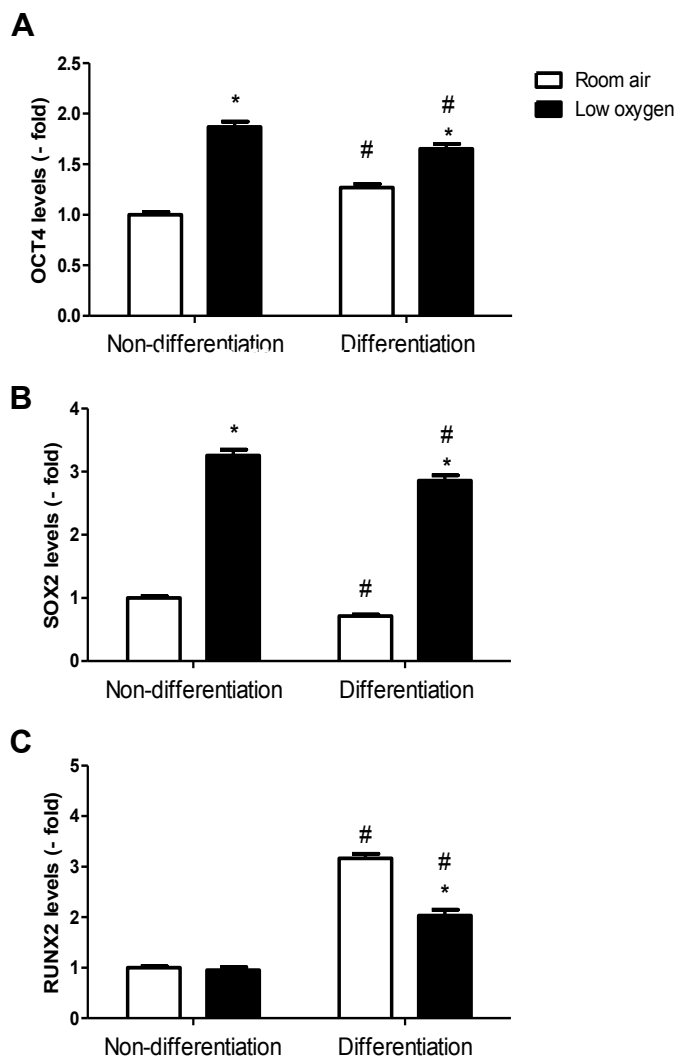 A
OCT4 levels (- fold)
2.5
2.0
1.5
1.0
0.5
0.0
*
#
#
*
Non-differentiation
Differentiation
Room air
Low oxygen
B
SOX2 levels (- fold)
4
3
2
1
0
*
#
#
*
Non-differentiation
Differentiation
C
RUNX2 levels (- fold)
5
4
3
2
1
0
#
#
*
Non-differentiation
Differentiation